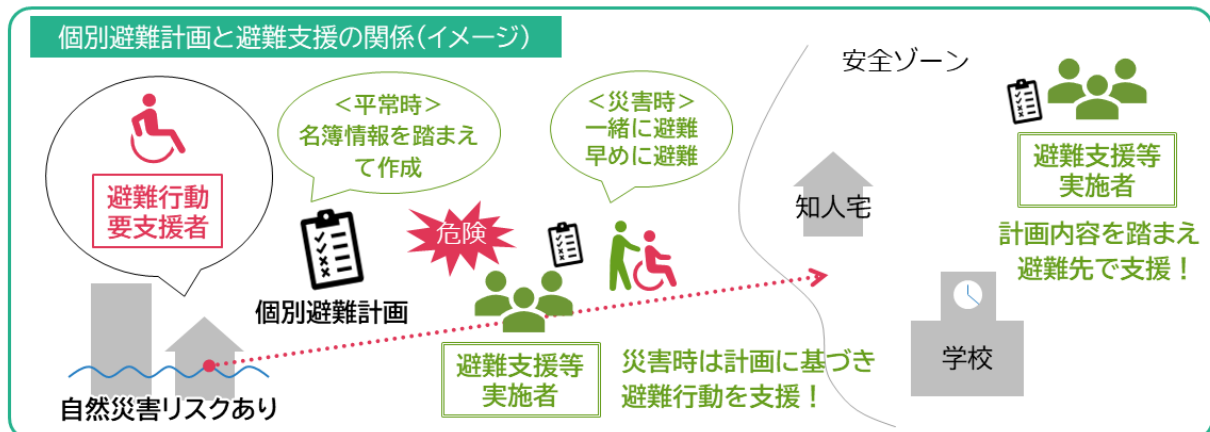 個別避難計画と避難支援の関係(イメージ)
避難行動
要支援者
<平常時>
名簿情報を踏まえ
て作成
個別避難計画
自然災害リスクあり
危険
<災害時>
一緒に避難
早めに避難
避難支援等
実施者
災害時は計画に基づき
避難行動を支援!
安全ゾーン
知人宅
学校
避難支援等
実施者
計画内容を踏まえ
避難先で支援!